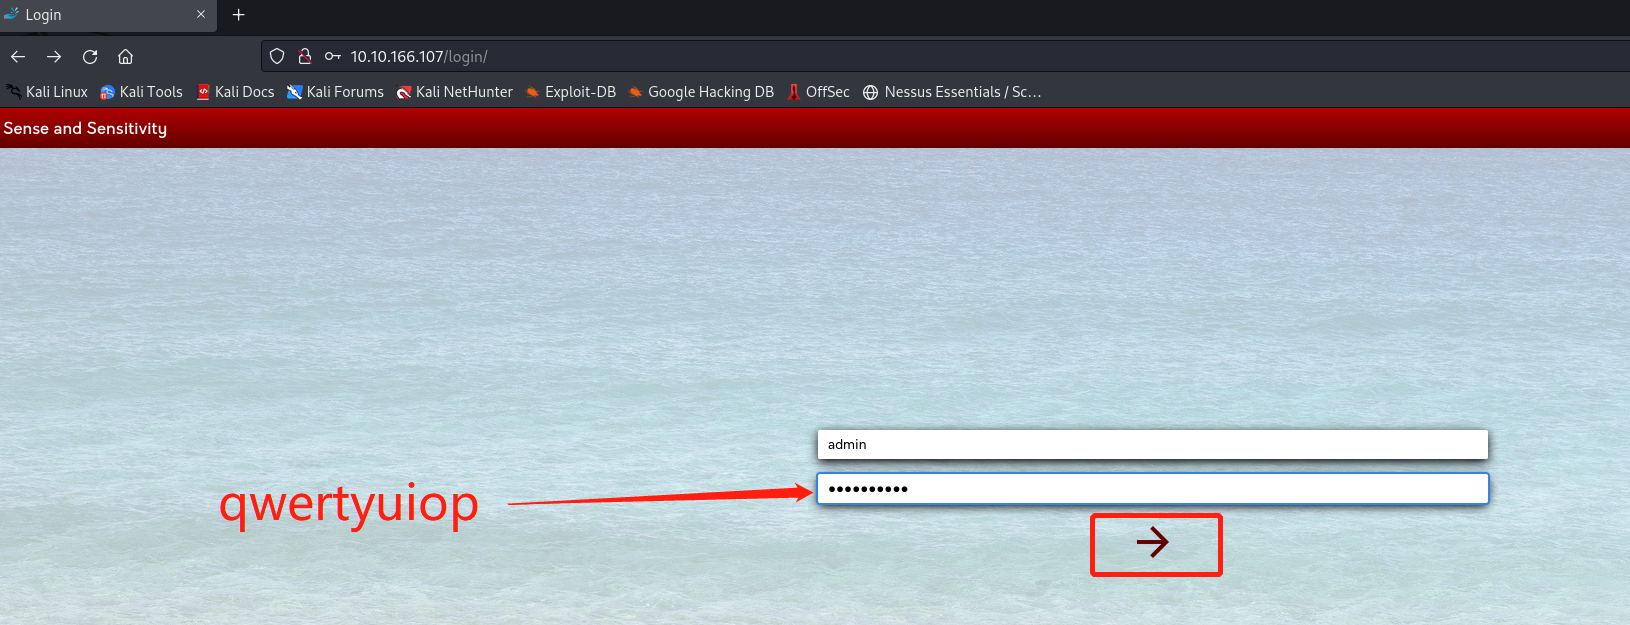 Login
10.10.166.107/login/
Kali Linux Kali Tools Kali Docs Kali Forums Kali NetHunter Exploit-DB Google Hacking DB OffSec Nessus Essentials / Sc…
Sense and Sensitivity
admin
••••••••••
qwertyuiop